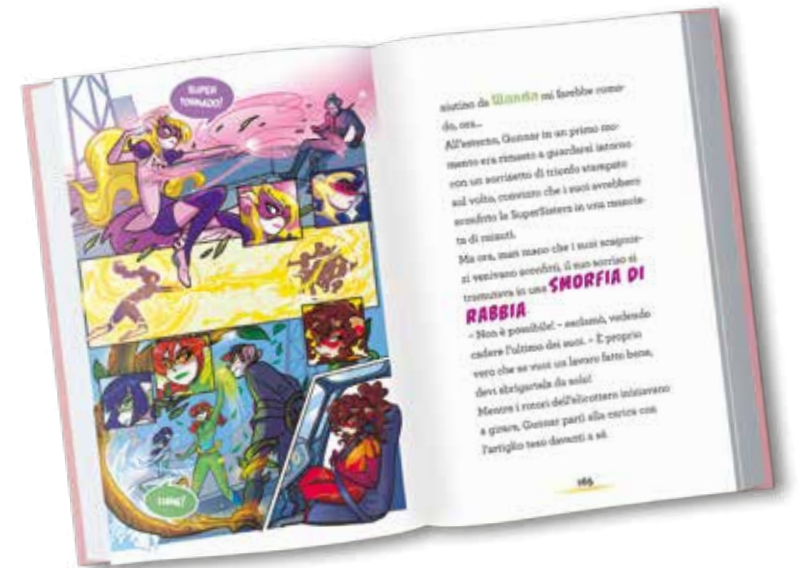 SUPER
TORNADO!
aiutino da Wanda mi farebbe como-
do, ora...
All'esterno, Gunnar in un primo mo-
mento era rimasto a guardarsi intorno
con un sorrisetto di trionfo stampato
sul volto, convinto che i suoi avrebbero
sconfitto le SuperSisters in una mancia-
ta di minuti.
Ma ora, man mano che i suoi scagnoz-
zi venivano sconfitti, il suo sorriso si
tramutava in una SMORFIA DI
RABBIA
– Non è possibile! – esclamò, vedendo
cadere l'ultimo dei suoi. – È proprio
vero che se vuoi un lavoro fatto bene,
devi sbrigartela da solo!
Mentre i rotori dell'elicottero iniziavano
a girare, Gunnar partì alla carica con
l'artiglio teso davanti a sé.
165